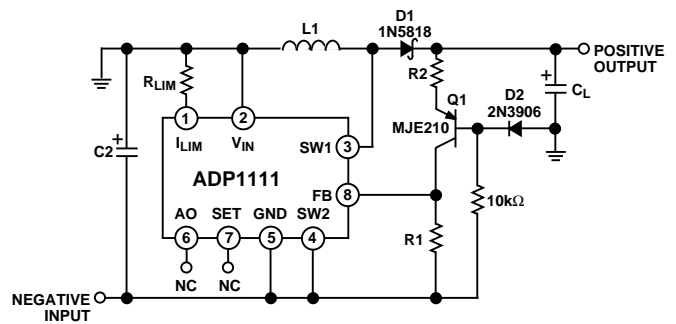 D1
1N5818
L1
POSITIVE
OUTPUT
R2
RLIM
Q1
MJE210
D2
2N3906
+
CL
1
2
ILIM
VIN
SW1
3
+
C2
ADP1111
FB
8
10kΩ
AO
SET
GND
SW2
6
7
5
4
R1
NC
NC
NEGATIVE
INPUT